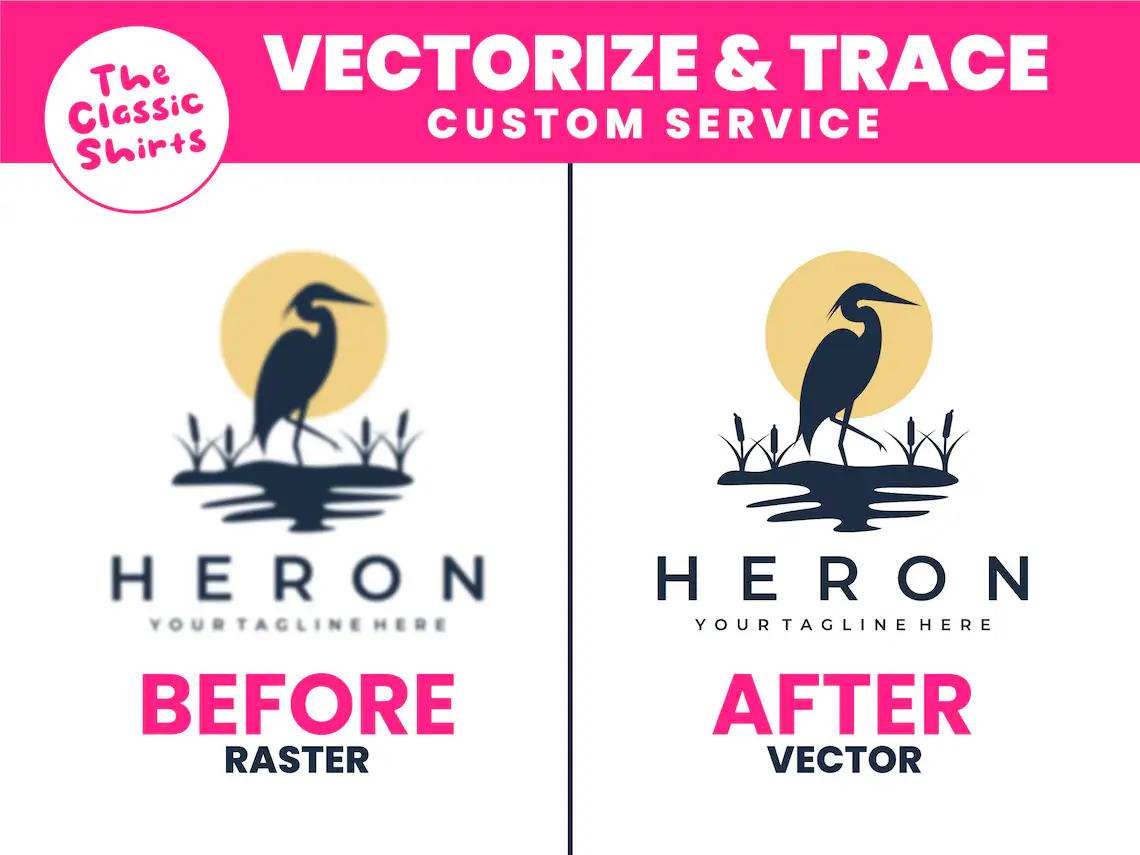 The
Classic
Shirts
VECTORIZE & TRACE
CUSTOM SERVICE
HERON
YOUR TAGLINE HERE
BEFORE
RASTER
HERON
YOUR TAGLINE HERE
AFTER
VECTOR